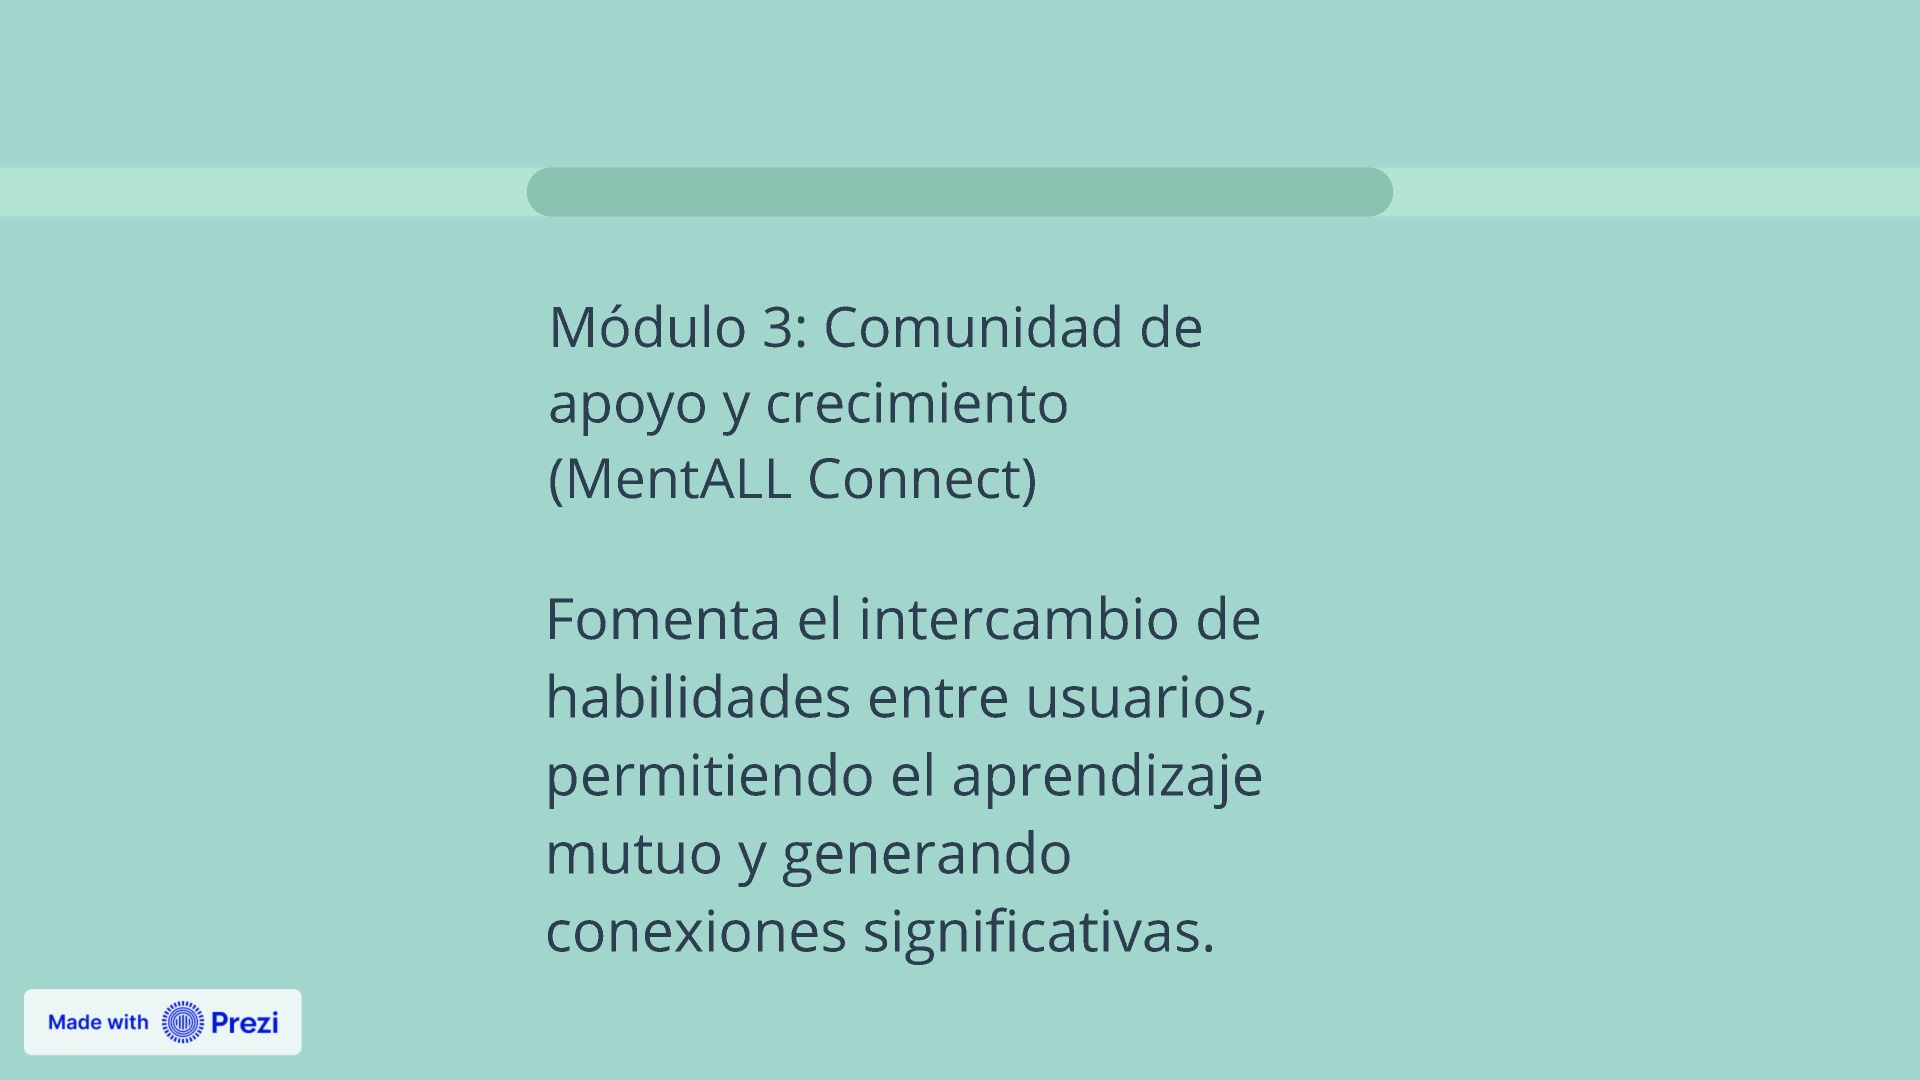 Módulo 3: Comunidad de
apoyo y crecimiento
(MentALL Connect)
Fomenta el intercambio de
habilidades entre usuarios,
permitiendo el aprendizaje
mutuo y generando
conexiones significativas.
Made with Prezi